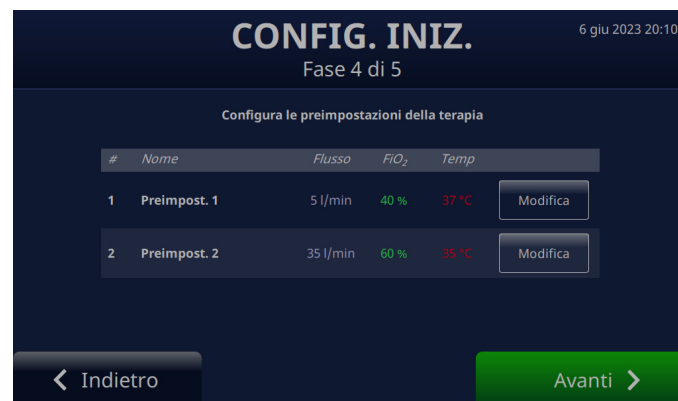 CONFIG. INIZ.
6 giu 2023 20:10
Fase 4 di 5
Configura le preimpostazioni della terapia
# Nome Flusso FiO₂ Temp
1 Preimpost. 1 5 l/min 40 % 37 °C Modifica
2 Preimpost. 2 35 l/min 60 % 35 °C Modifica
Indietro Avanti